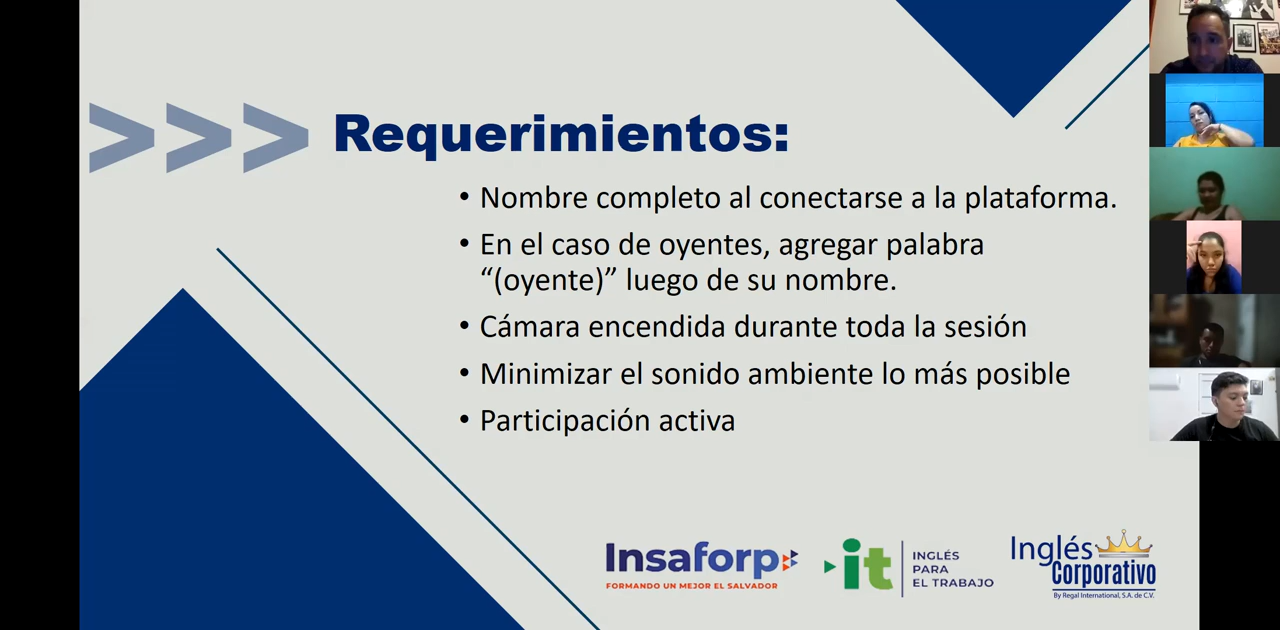 >>> Requerimientos:
• Nombre completo al conectarse a la plataforma.
• En el caso de oyentes, agregar palabra
“(oyente)” luego de su nombre.
• Cámara encendida durante toda la sesión
• Minimizar el sonido ambiente lo más posible
• Participación activa
Insaforp
FORMANDO UN MEJOR EL SALVADOR
it
INGLÉS
PARA
EL TRABAJO
Inglés
Corporativo
By Regal International, S.A. de C.V.